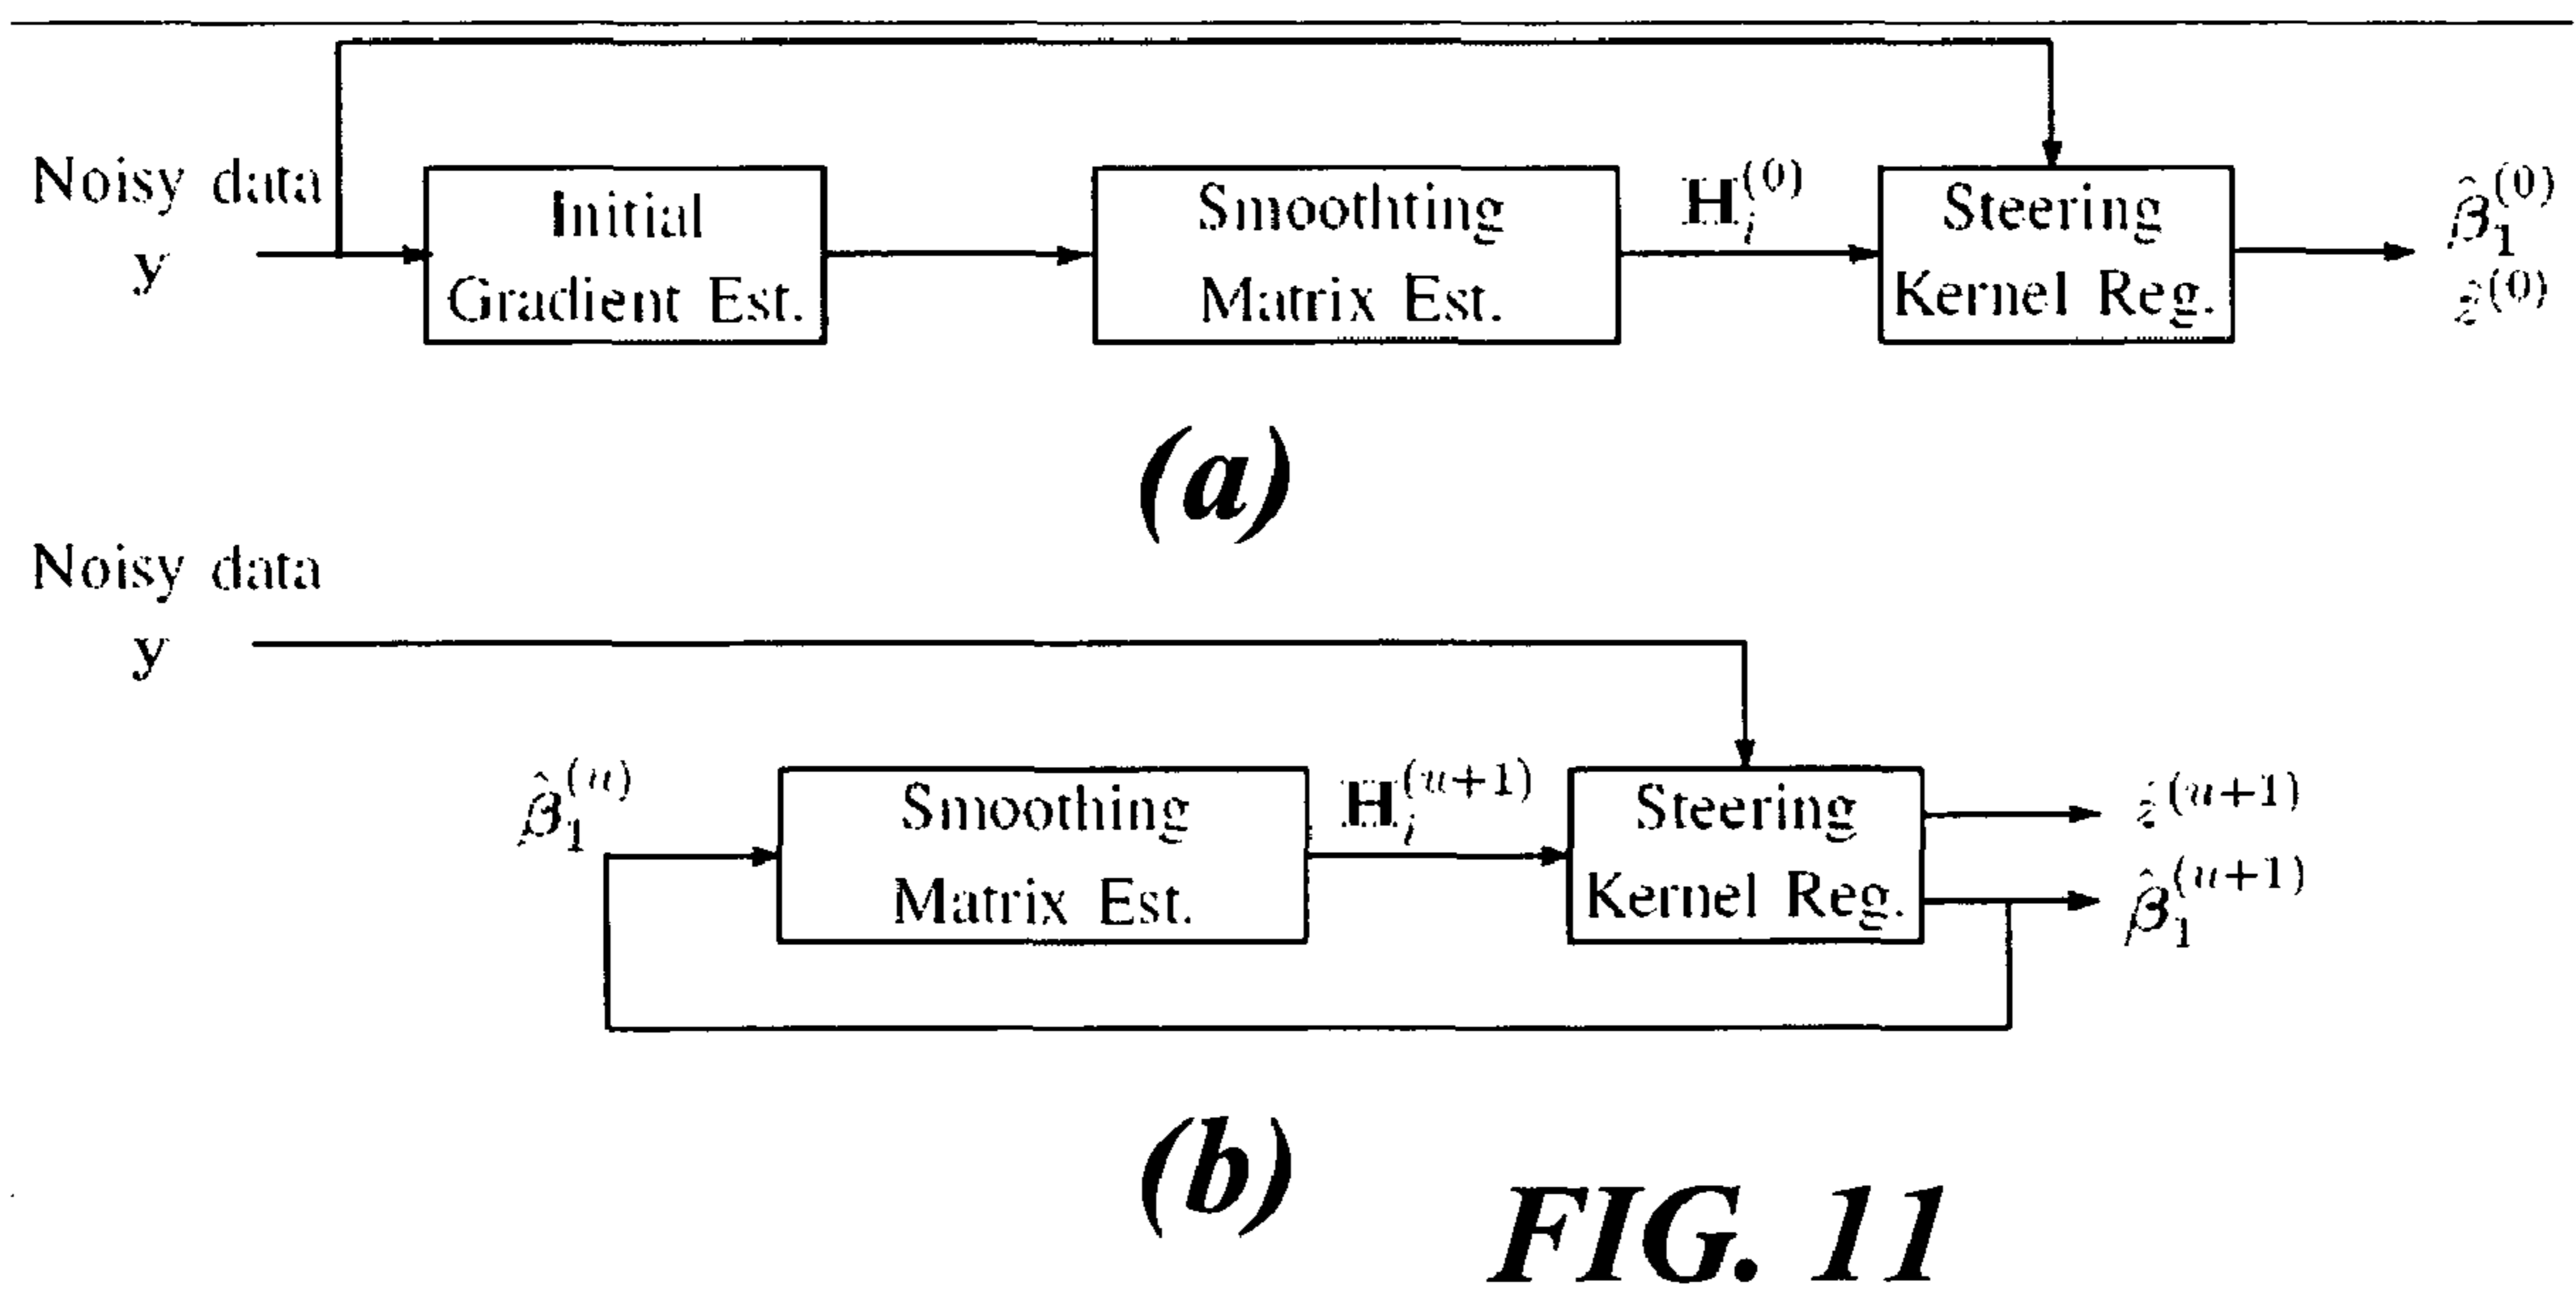 Noisy data
y
Initial
Gradient Est.
Smoothting
Matrix Est.
H_i^(0)
Steering
Kernel Reg.
β̂_1^(0)
ẑ^(0)
(a)
Noisy data
y
β̂_1^(n)
Smoothing
Matrix Est.
H_i^(n+1)
Steering
Kernel Reg.
ẑ^(n+1)
β̂_1^(n+1)
(b)
FIG. 11